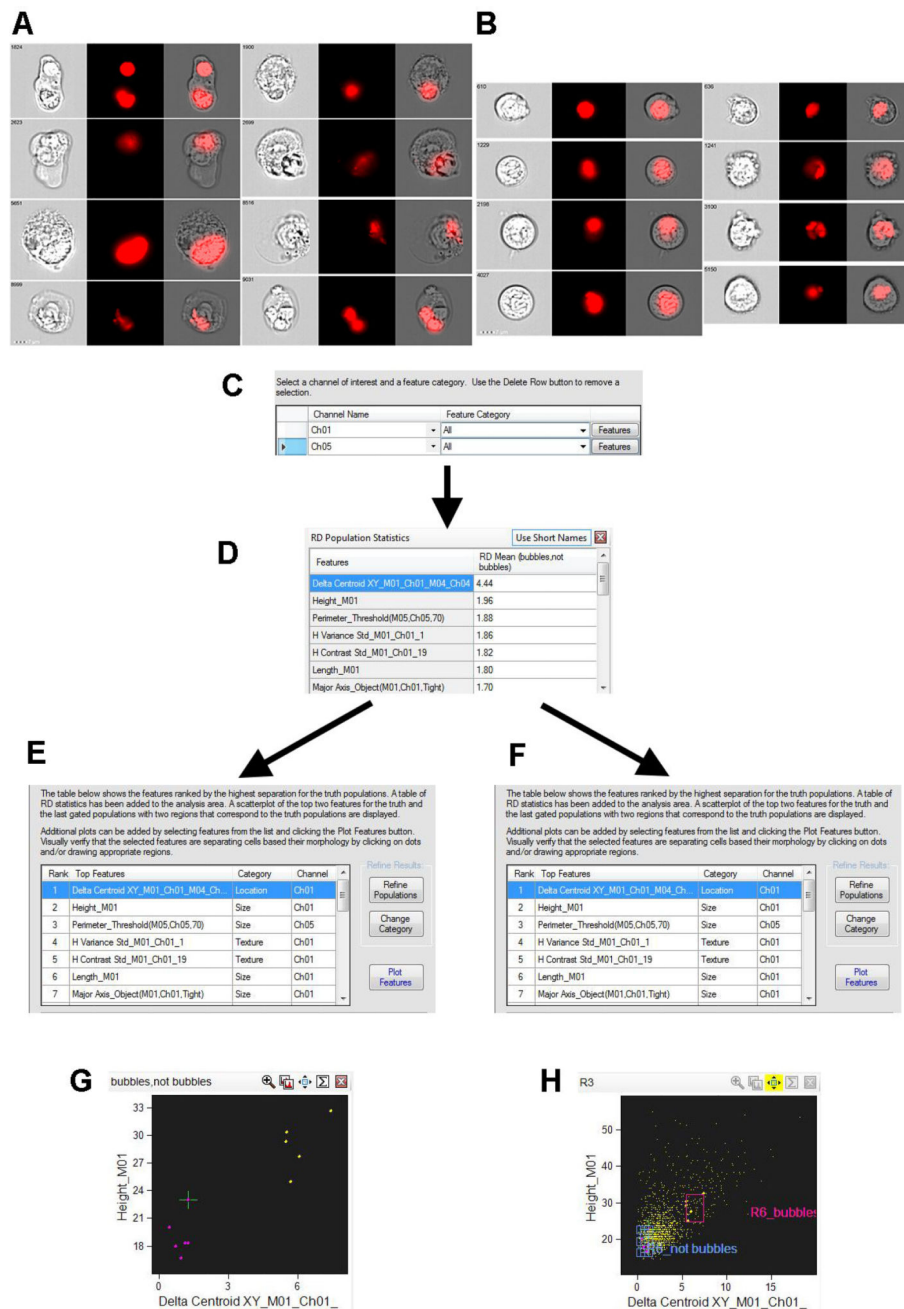 A
B
1824
1900
2623
2699
5651
8516
8999
9031
610
636
1229
1241
2198
3100
4027
5150
C
Select a channel of interest and a feature category. Use the Delete Row button to remove a
selection.
Channel Name Feature Category
Ch01 All Features
Ch05 All Features
D
RD Population Statistics Use Short Names
Features RD Mean (bubbles,not
bubbles)
Delta Centroid XY_M01_Ch01_M04_Ch04 4.44
Height_M01 1.96
Perimeter_Threshold(M05,Ch05,70) 1.88
H Variance Std_M01_Ch01_1 1.86
H Contrast Std_M01_Ch01_19 1.82
Length_M01 1.80
Major Axis_Object(M01,Ch01,Tight) 1.70
E
The table below shows the features ranked by the highest separation for the truth populations. A table of
RD statistics has been added to the analysis area. A scatterplot of the top two features for the truth and
the last gated populations with two regions that correspond to the truth populations are displayed.
Additional plots can be added by selecting features from the list and clicking the Plot Features button.
Visually verify that the selected features are separating cells based their morphology by clicking on dots
and/or drawing appropriate regions.
Rank Top Features Category Channel
1 Delta Centroid XY_M01_Ch01_M04_Ch... Location Ch01
2 Height_M01 Size Ch01
3 Perimeter_Threshold(M05,Ch05,70) Size Ch05
4 H Variance Std_M01_Ch01_1 Texture Ch01
5 H Contrast Std_M01_Ch01_19 Texture Ch01
6 Length_M01 Size Ch01
7 Major Axis_Object(M01,Ch01,Tight) Size Ch01
Refine Results:
Refine
Populations
Change
Category
Plot
Features
F
The table below shows the features ranked by the highest separation for the truth populations. A table of
RD statistics has been added to the analysis area. A scatterplot of the top two features for the truth and
the last gated populations with two regions that correspond to the truth populations are displayed.
Additional plots can be added by selecting features from the list and clicking the Plot Features button.
Visually verify that the selected features are separating cells based their morphology by clicking on dots
and/or drawing appropriate regions.
Rank Top Features Category Channel
1 Delta Centroid XY_M01_Ch01_M04_Ch... Location Ch01
2 Height_M01 Size Ch01
3 Perimeter_Threshold(M05,Ch05,70) Size Ch05
4 H Variance Std_M01_Ch01_1 Texture Ch01
5 H Contrast Std_M01_Ch01_19 Texture Ch01
6 Length_M01 Size Ch01
7 Major Axis_Object(M01,Ch01,Tight) Size Ch01
Refine Results:
Refine
Populations
Change
Category
Plot
Features
G
bubbles,not bubbles
Height_M01
33
28
23
18
0 3 6
Delta Centroid XY_M01_Ch01_
H
R3
Height_M01
50
40
30
20
R6_bubbles
R6_not bubbles
0 5 10 15
Delta Centroid XY_M01_Ch01_